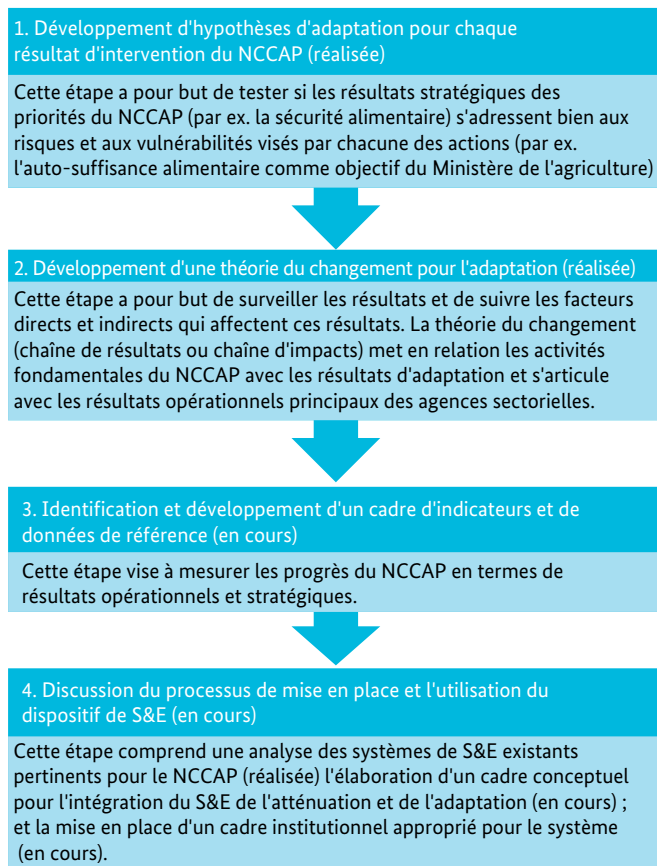 1. Développement d'hypothèses d'adaptation pour chaque
résultat d'intervention du NCCAP (réalisée)
Cette étape a pour but de tester si les résultats stratégiques des
priorités du NCCAP (par ex. la sécurité alimentaire) s'adressent bien aux
risques et aux vulnérabilités visés par chacune des actions (par ex.
l'auto-suffisance alimentaire comme objectif du Ministère de l'agriculture)
2. Développement d'une théorie du changement pour l'adaptation (réalisée)
Cette étape a pour but de surveiller les résultats et de suivre les facteurs
directs et indirects qui affectent ces résultats. La théorie du changement
(chaîne de résultats ou chaîne d'impacts) met en relation les activités
fondamentales du NCCAP avec les résultats d'adaptation et s'articule
avec les résultats opérationnels principaux des agences sectorielles.
3. Identification et développement d'un cadre d'indicateurs et de
données de référence (en cours)
Cette étape vise à mesurer les progrès du NCCAP en termes de
résultats opérationnels et stratégiques.
4. Discussion du processus de mise en place et l'utilisation du
dispositif de S&E (en cours)
Cette étape comprend une analyse des systèmes de S&E existants
pertinents pour le NCCAP (réalisée) l'élaboration d'un cadre conceptuel
pour l'intégration du S&E de l'atténuation et de l'adaptation (en cours) ;
et la mise en place d'un cadre institutionnel approprié pour le système
(en cours).